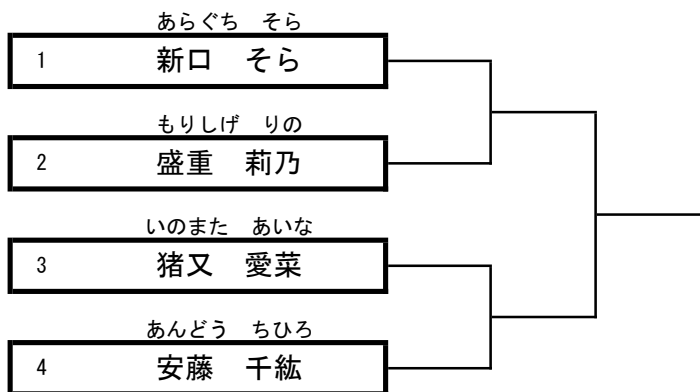 あらぐち　そら
1　新口　そら
もりしげ　りの
2　盛重　莉乃
いのまた　あいな
3　猪又　愛菜
あんどう　ちひろ
4　安藤　千紘